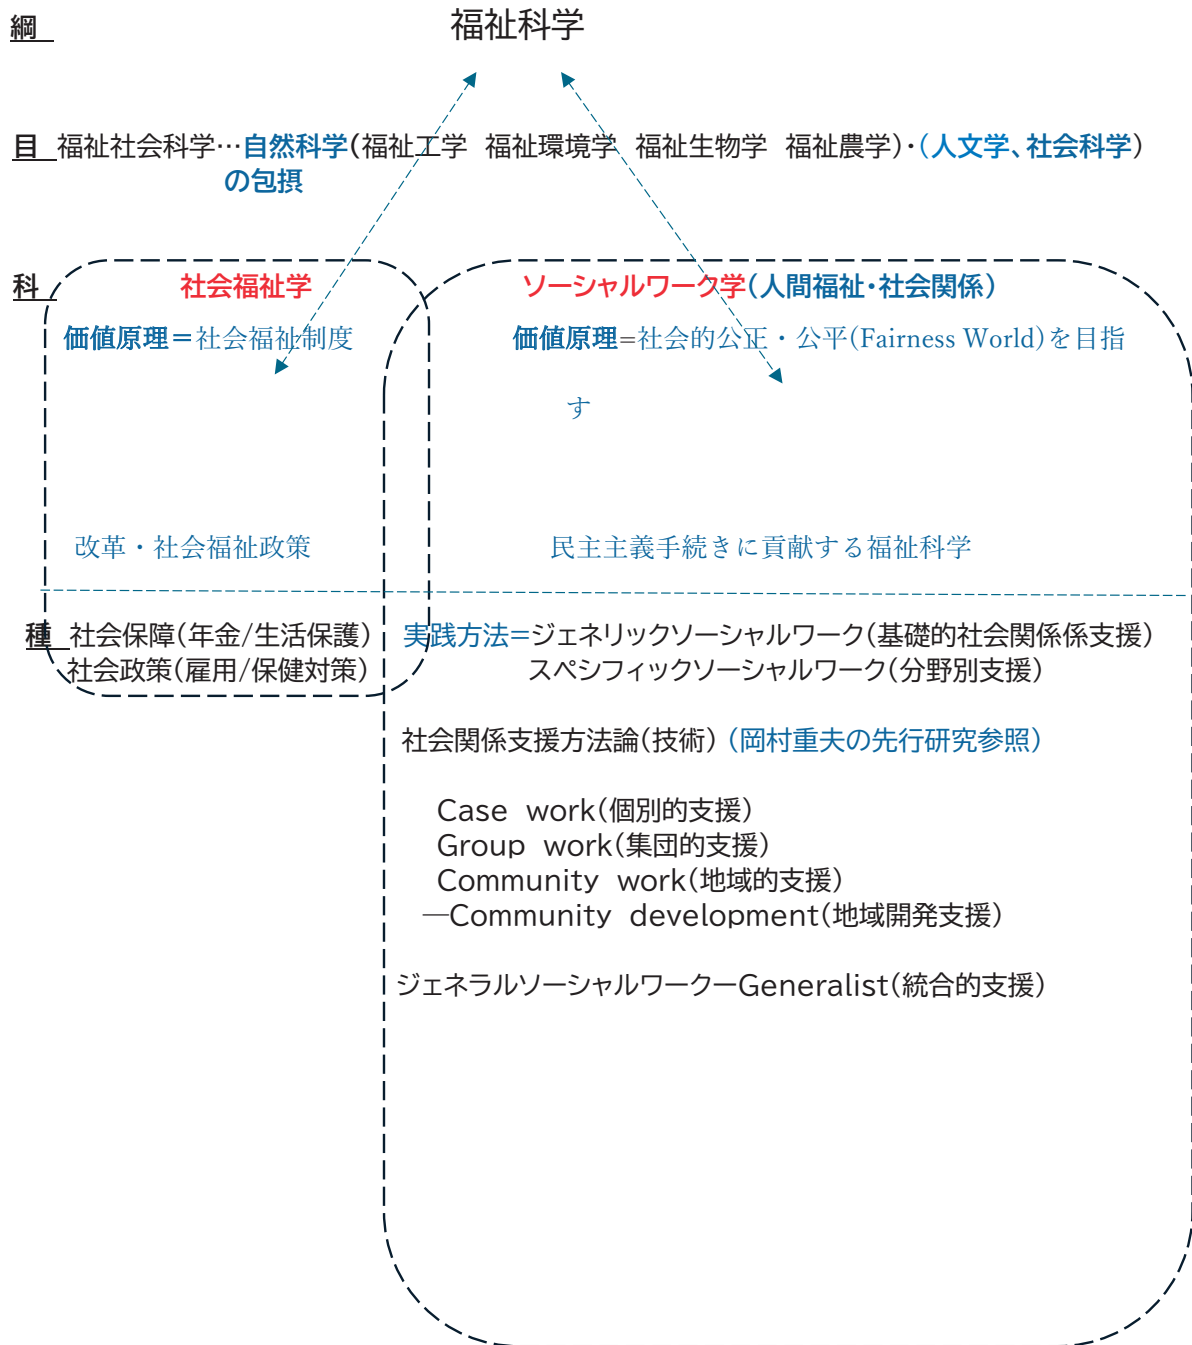 綱 福祉科学
目 福祉社会科学…自然科学(福祉工学 福祉環境学 福祉生物学 福祉農学)・(人文学、社会科学)
の包摂
科 社会福祉学 ソーシャルワーク学(人間福祉・社会関係)
価値原理＝社会福祉制度 価値原理=社会的公正・公平(Fairness World)を目指
す
改革・社会福祉政策 民主主義手続きに貢献する福祉科学
種 社会保障(年金/生活保護) 実践方法=ジェネリックソーシャルワーク(基礎的社会関係係支援)
社会政策(雇用/保健対策) スペシフィックソーシャルワーク(分野別支援)
社会関係支援方法論(技術) (岡村重夫の先行研究参照)
Case work(個別的支援)
Group work(集団的支援)
Community work(地域的支援)
―Community development(地域開発支援)
ジェネラルソーシャルワークーGeneralist(統合的支援)